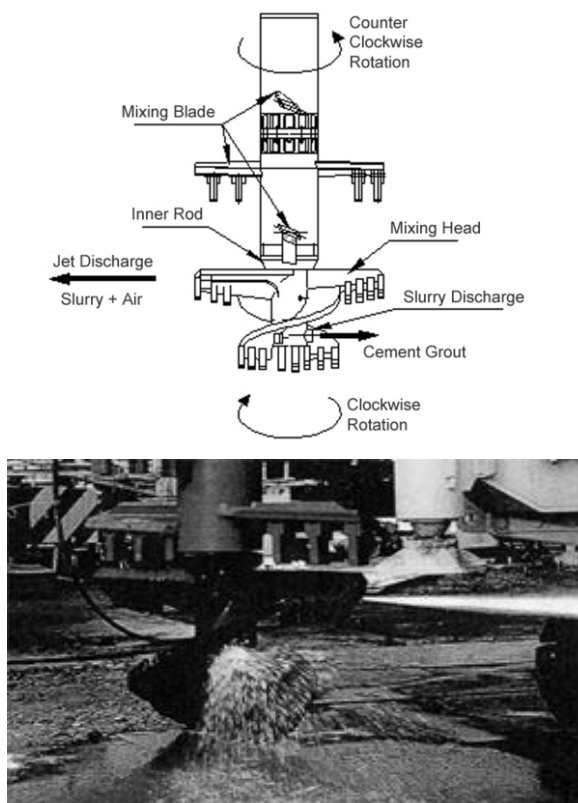 Counter
Clockwise
Rotation
Mixing Blade
Inner Rod
Mixing Head
Jet Discharge
Slurry + Air
Slurry Discharge
Cement Grout
Clockwise
Rotation